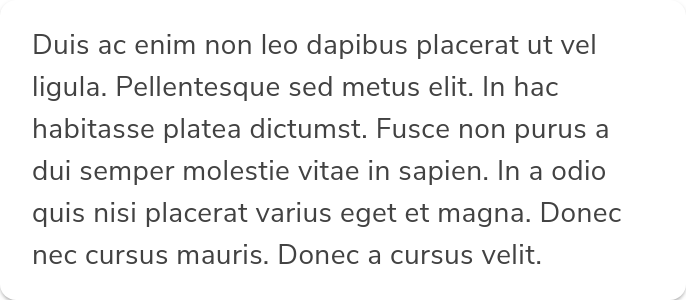 Duis ac enim non leo dapibus placerat ut vel
ligula. Pellentesque sed metus elit. In hac
habitasse platea dictumst. Fusce non purus a
dui semper molestie vitae in sapien. In a odio
quis nisi placerat varius eget et magna. Donec
nec cursus mauris. Donec a cursus velit.